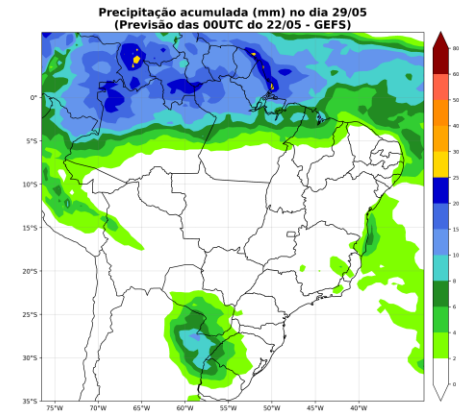 Precipitação acumulada (mm) no dia 29/05
(Previsão das 00UTC do 22/05 - GEFS)
80
60
50
40
30
25
20
15
10
8
6
4
2
0
0°
5°S
10°S
15°S
20°S
25°S
30°S
35°S
75°W 70°W 65°W 60°W 55°W 50°W 45°W 40°W